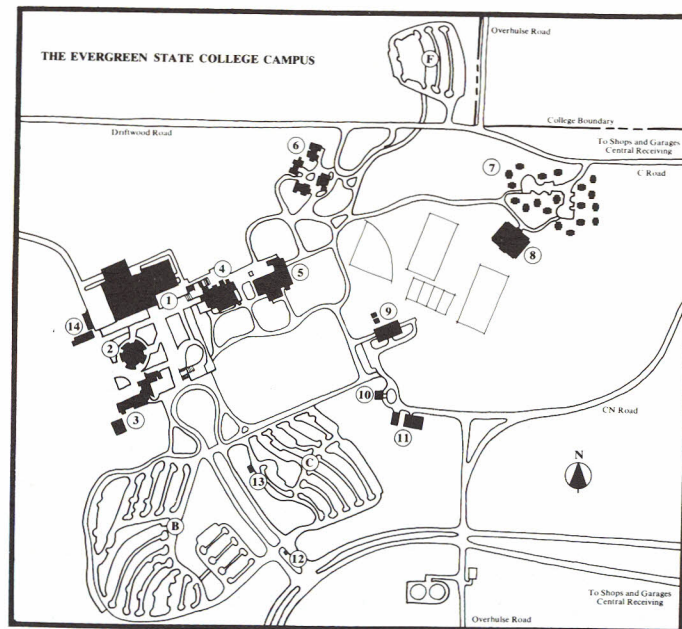 Overhulse Road
THE EVERGREEN STATE COLLEGE CAMPUS
F
College Boundary
Driftwood Road
To Shops and Garages
Central Receiving
C Road
6
7
8
4
5
1
9
14
2
10
3
11
CN Road
N
C
13
B
12
To Shops and Garages
Central Receiving
Overhulse Road